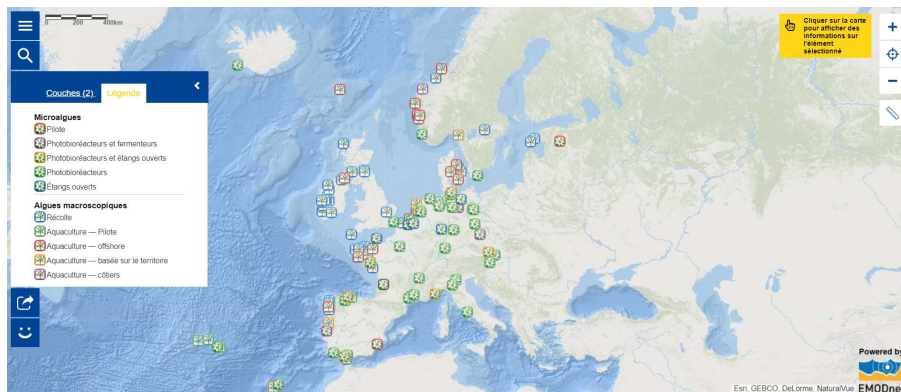 0 200 400km
Cliquer sur la carte
pour afficher des
informations sur
l'élément
sélectionné
Couches (2)
Légende
Microalgues
Pilote
Photobioréacteurs et fermenteurs
Photobioréacteurs et étangs ouverts
Photobioréacteurs
Étangs ouverts
Algues macroscopiques
Récolte
Aquaculture — Pilote
Aquaculture — offshore
Aquaculture — basée sur le territoire
Aquaculture — côtiers
Powered by
EMODne
Esri, GEBCO, DeLorme, NaturalVue